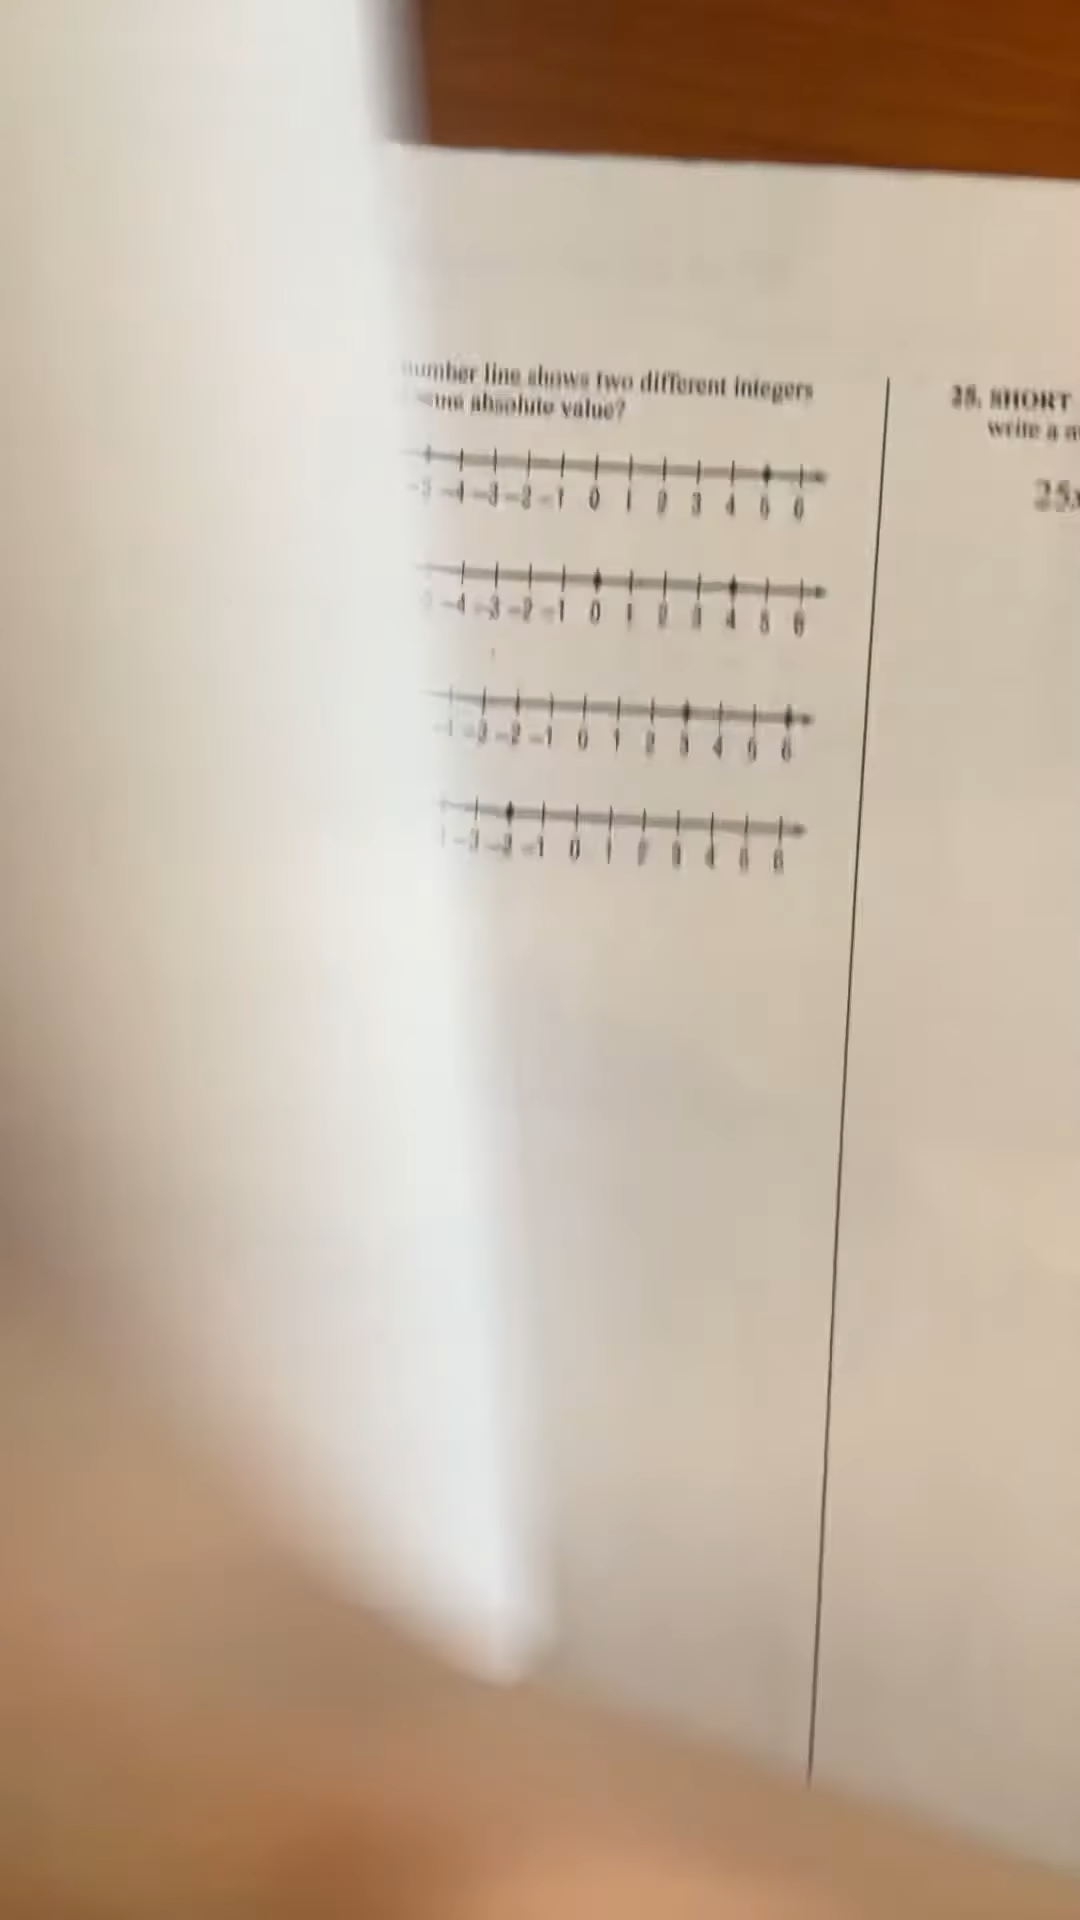 number line shows two different integers
absolute value?
-4 -3 -2 -1 0 1 2 3 4 5 6
-4 -3 -2 -1 0 1 2 3 4 5 6
-3 -2 -1 0 1 2 3 4 5 6
-3 -2 -1 0 1 2 3 4 5 6
25. SHORT
write a
25x